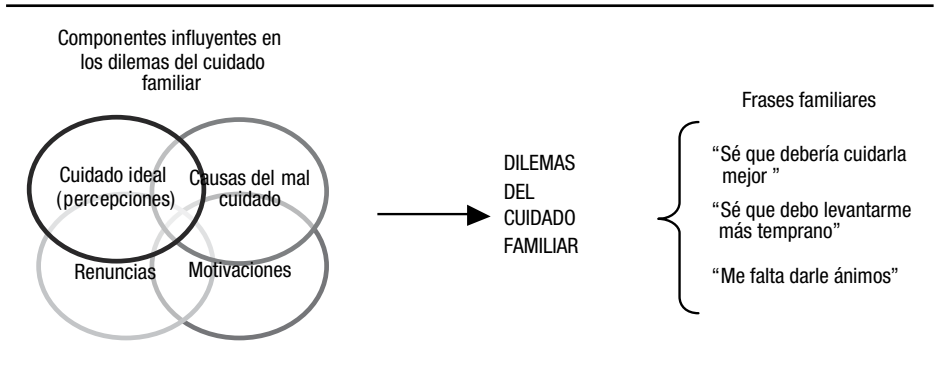 Componentes influyentes en
los dilemas del cuidado
familiar
Cuidado ideal
(percepciones)
Causas del mal
cuidado
Renuncias
Motivaciones
DILEMAS
DEL
CUIDADO
FAMILIAR
Frases familiares
“Sé que debería cuidarla
mejor ”
“Sé que debo levantarme
más temprano”
“Me falta darle ánimos”